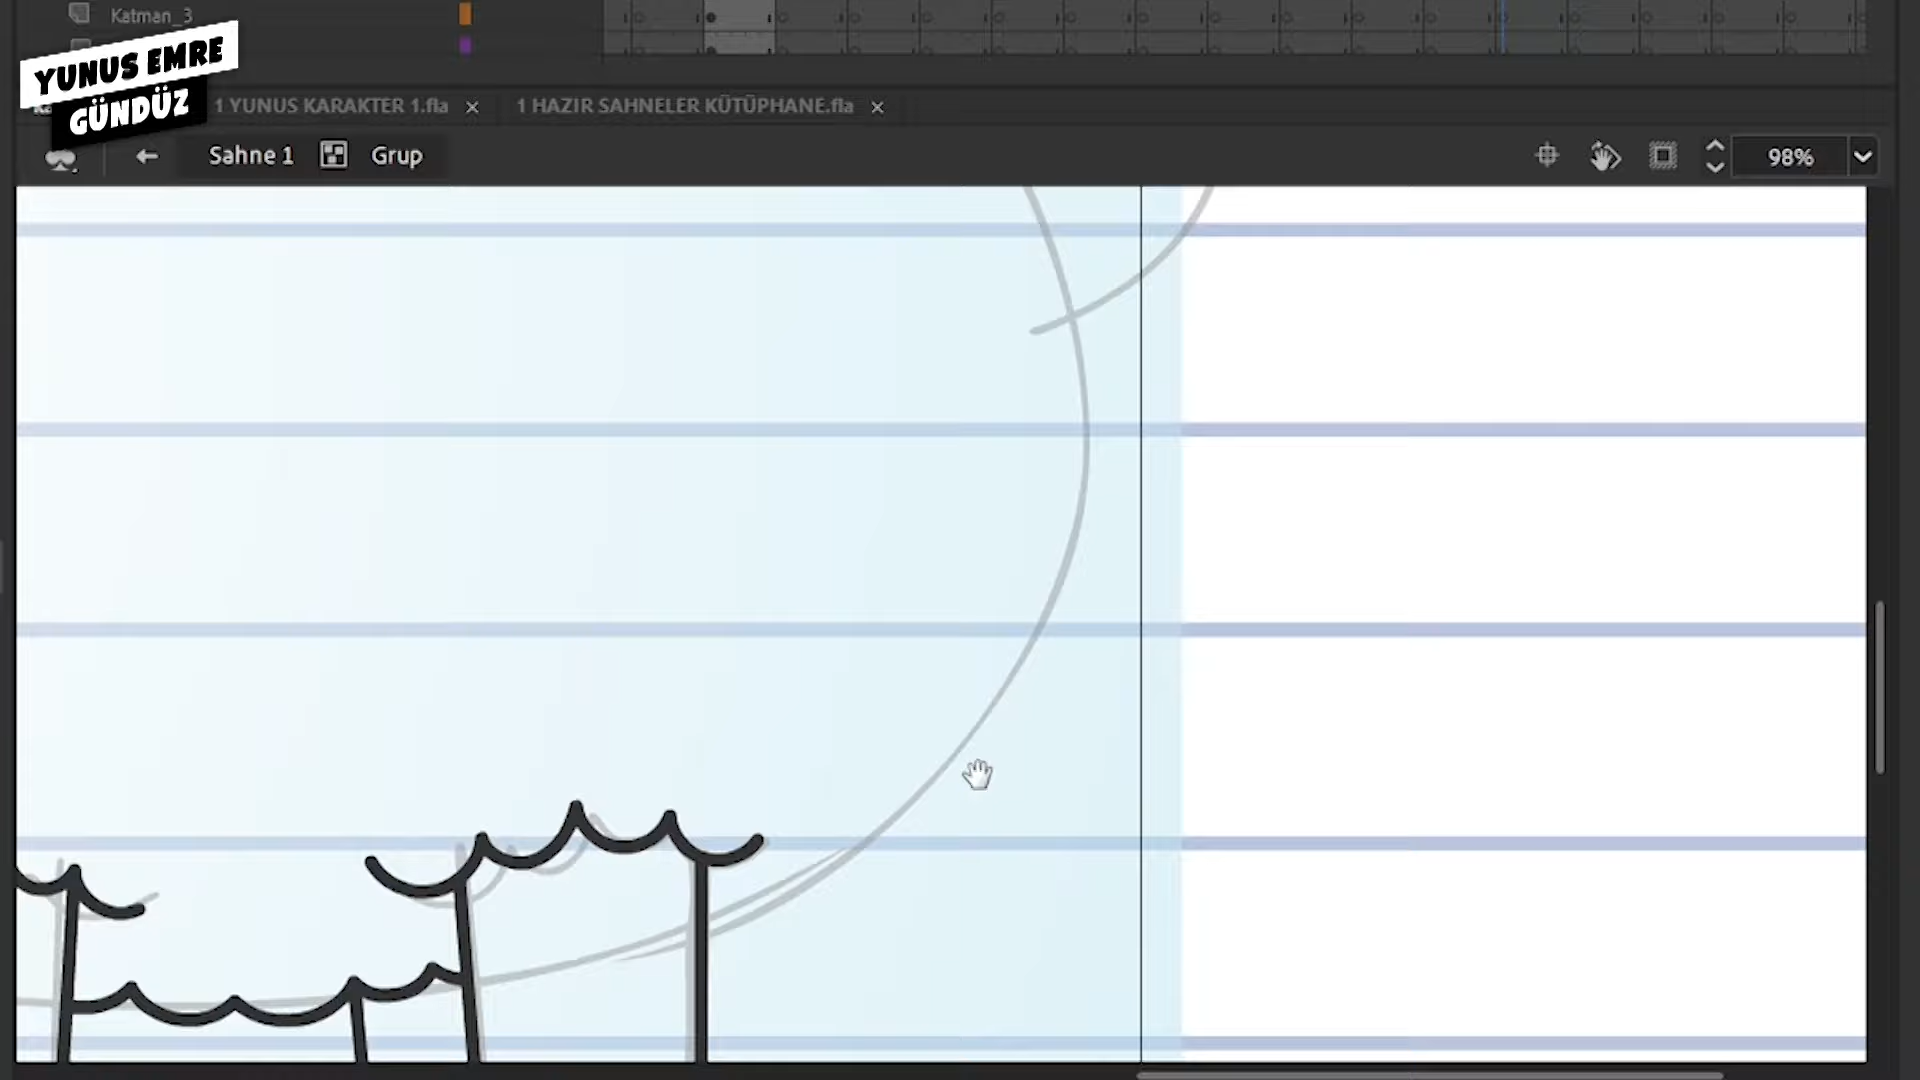 Katman_3
YUNUS EMRE
GÜNDÜZ
1 YUNUS KARAKTER 1.fla
1 HAZIR SAHNELER KÜTÜPHANE.fla
Sahne 1
Grup
98%